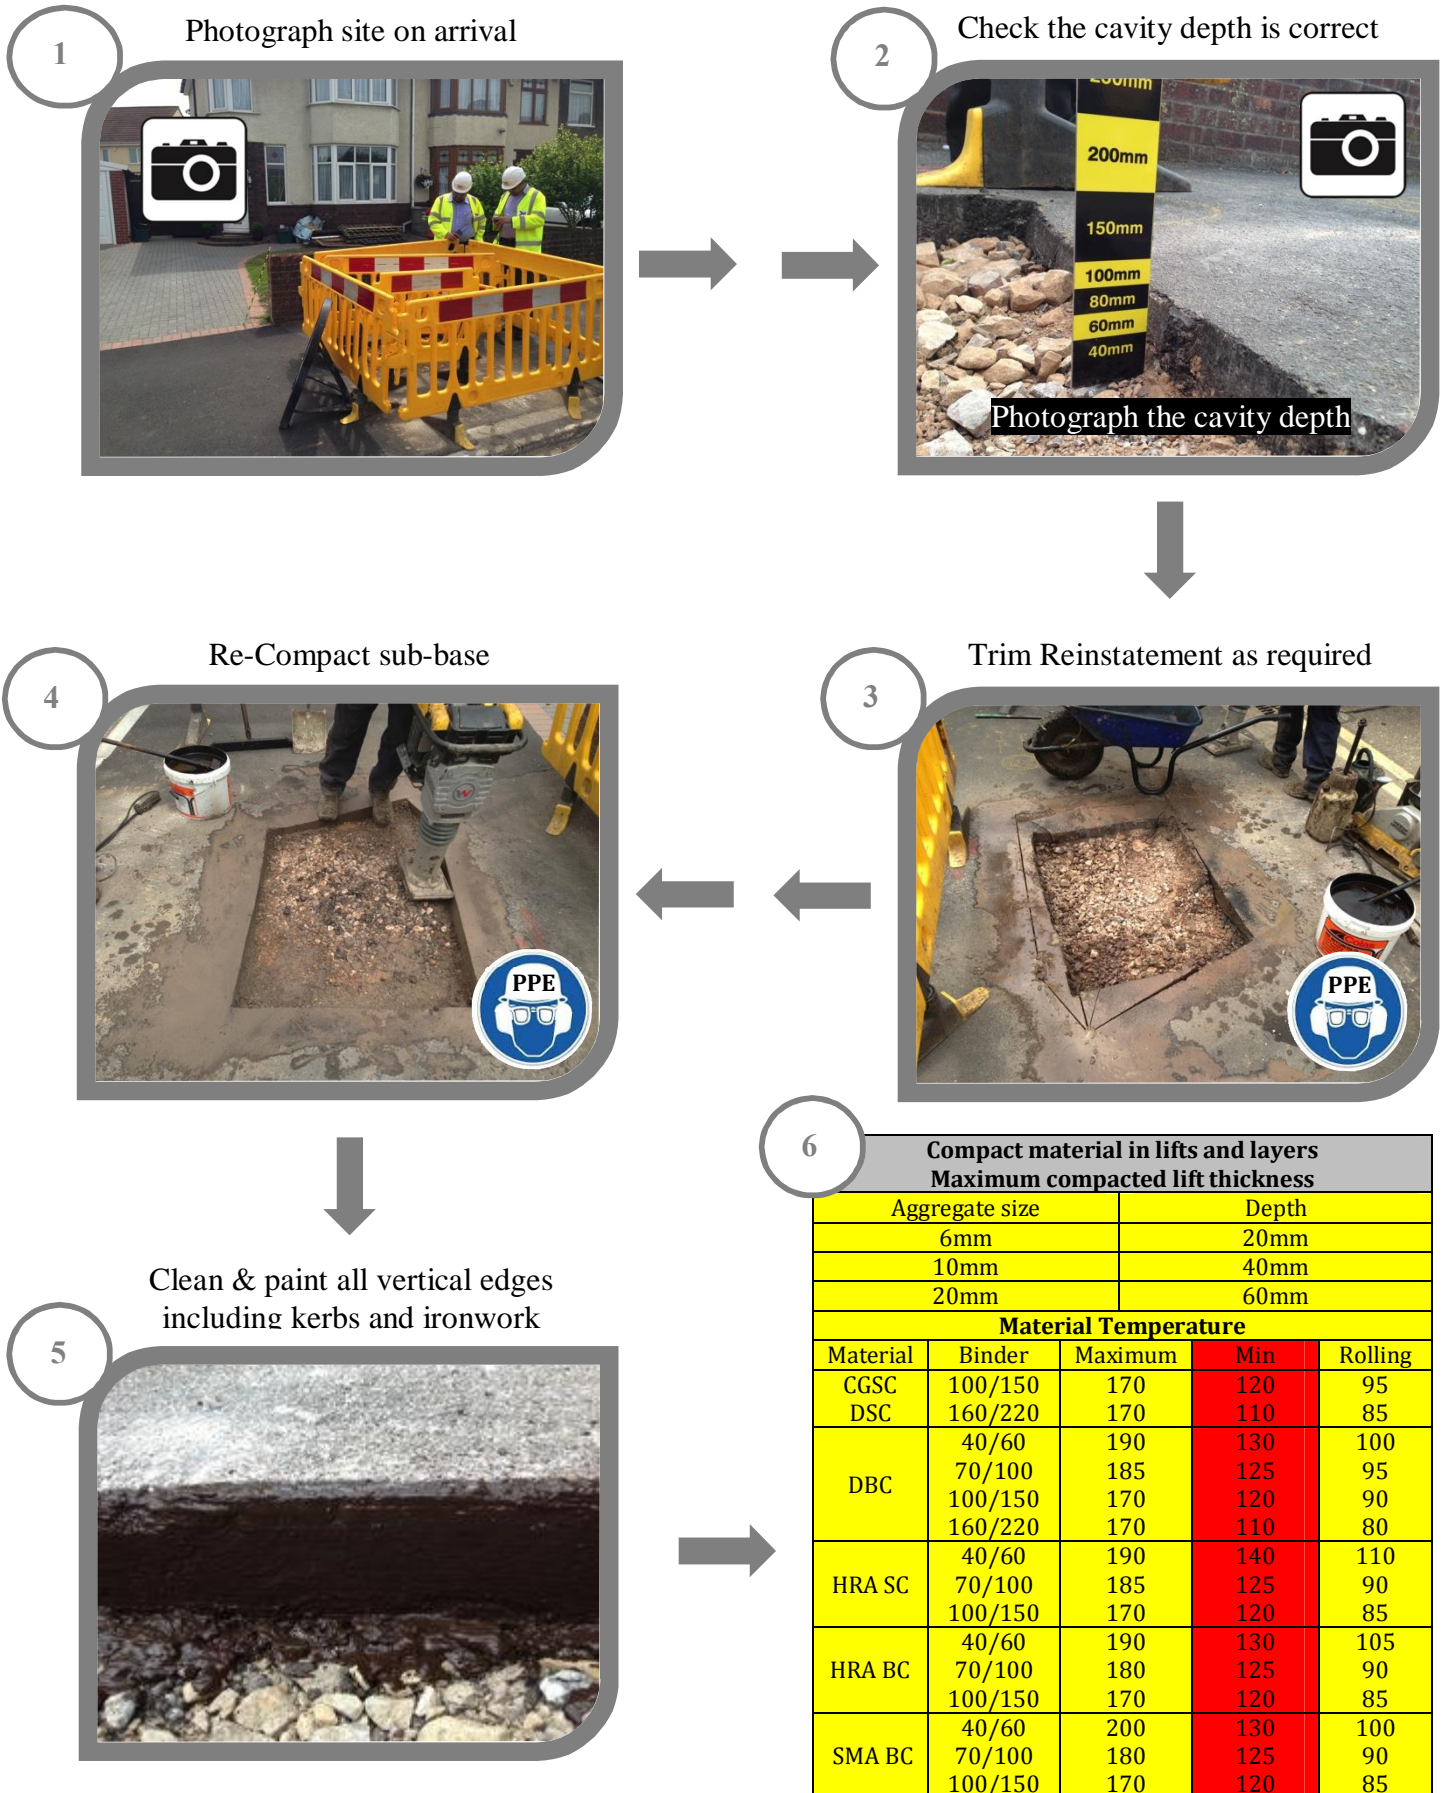 1
Photograph site on arrival
2
Check the cavity depth is correct
200mm
150mm
100mm
80mm
60mm
40mm
Photograph the cavity depth
3
Trim Reinstatement as required
PPE
4
Re-Compact sub-base
PPE
5
Clean & paint all vertical edges
including kerbs and ironwork
6
Compact material in lifts and layers
Maximum compacted lift thickness
Aggregate size Depth
6mm 20mm
10mm 40mm
20mm 60mm
Material Temperature
Material Binder Maximum Min Rolling
CGSC 100/150 170 120 95
DSC 160/220 170 110 85
DBC 40/60 190 130 100
70/100 185 125 95
100/150 170 120 90
160/220 170 110 80
HRA SC 40/60 190 140 110
70/100 185 125 90
100/150 170 120 85
HRA BC 40/60 190 130 105
70/100 180 125 90
100/150 170 120 85
SMA BC 40/60 200 130 100
70/100 180 125 90
100/150 170 120 85